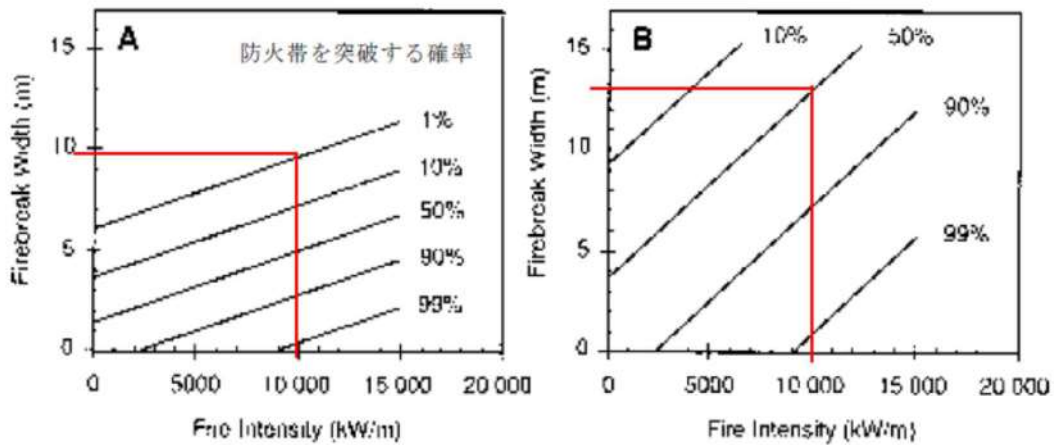 A
防火帯を突破する確率
Firebreak Width (m)
15
10
5
0
1%
10%
50%
90%
99%
0 5000 10 000 15 000 20 000
Fire Intensity (kW/m)
B
Firebreak Width (m)
15
10
5
0
10%
50%
90%
99%
0 5000 10 000 15 000 20 000
Fire Intensity (kW/m)